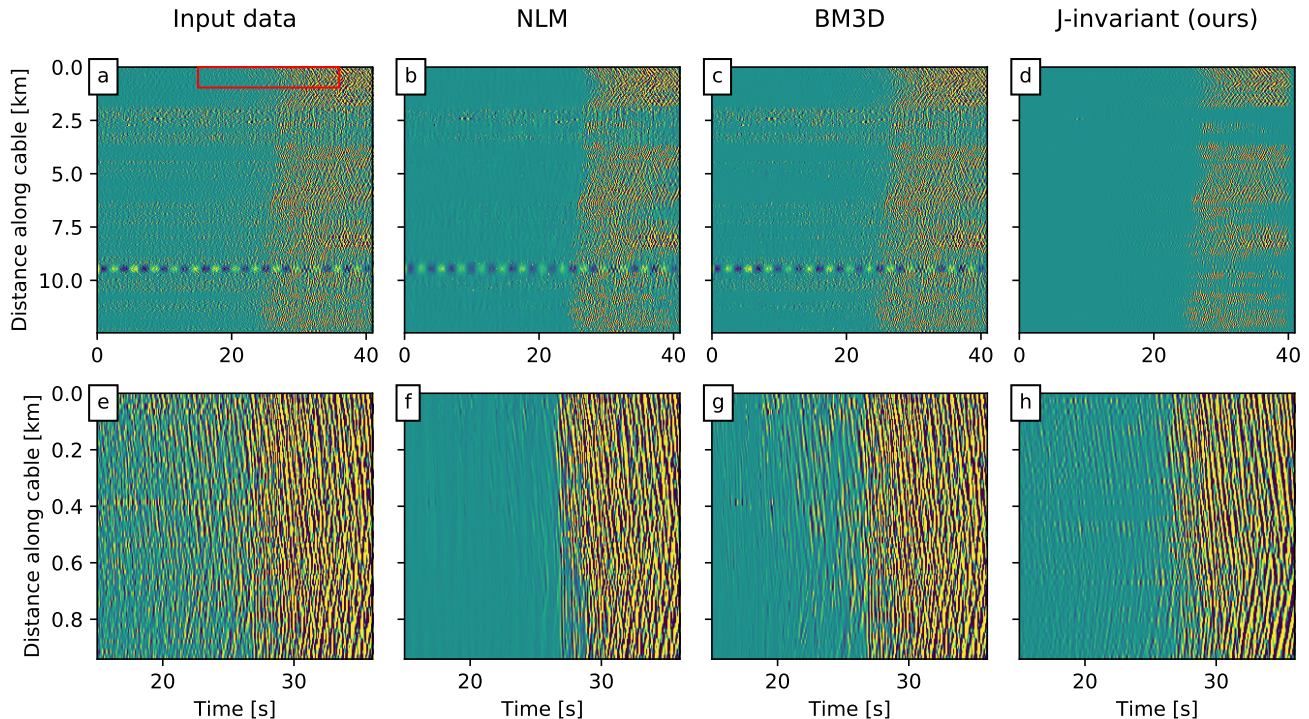 Input data NLM BM3D J-invariant (ours)
a b c d
0.0
2.5
5.0
7.5
10.0
Distance along cable [km]
0 20 40 0 20 40 0 20 40 0 20 40
e f g h
0.0
0.2
0.4
0.6
0.8
Distance along cable [km]
20 30 20 30 20 30 20 30
Time [s] Time [s] Time [s] Time [s]